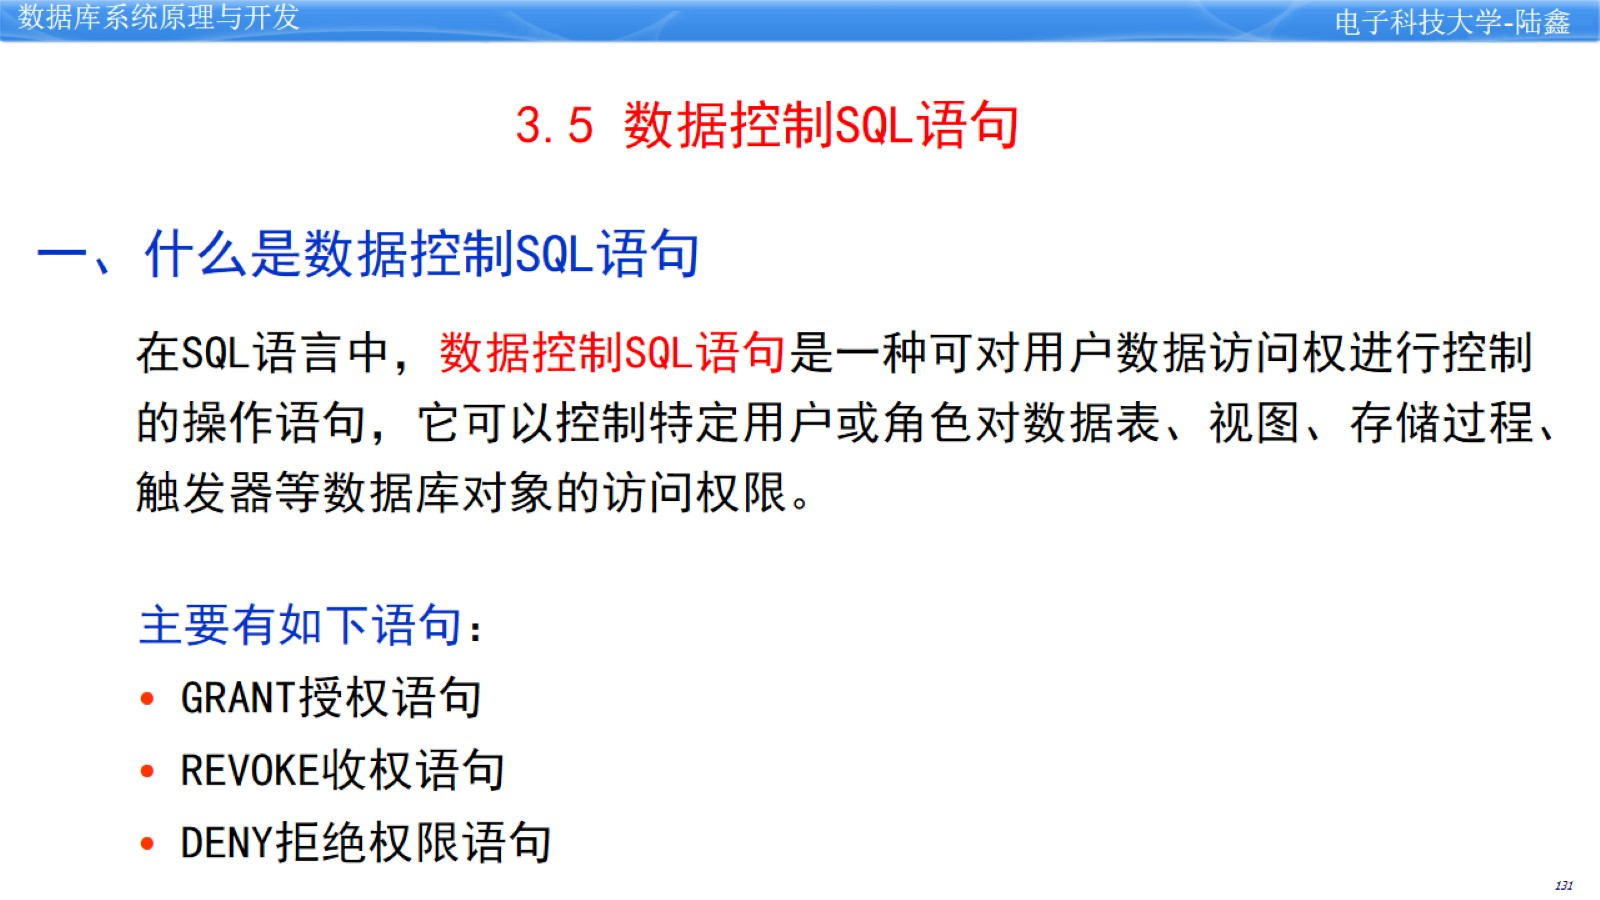 数据库系统原理与开发
电子科技大学-陆鑫
3.5 数据控制SQL语句
一、什么是数据控制SQL语句
在SQL语言中，数据控制SQL语句是一种可对用户数据访问权进行控制
的操作语句，它可以控制特定用户或角色对数据表、视图、存储过程、
触发器等数据库对象的访问权限。
主要有如下语句：
• GRANT授权语句
• REVOKE收权语句
• DENY拒绝权限语句
131